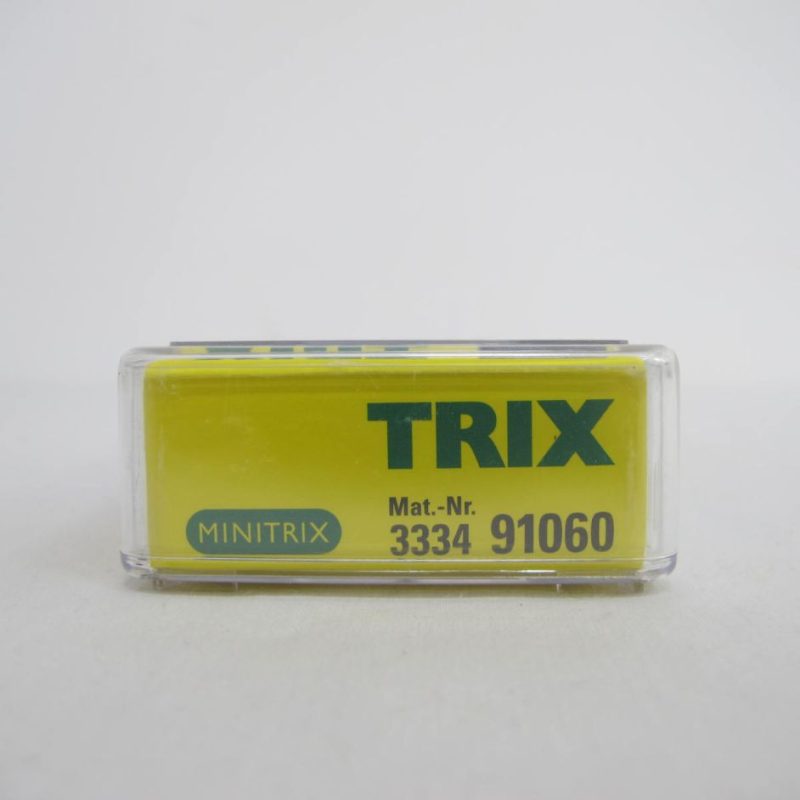 TRIX
Mat.-Nr.
MINITRIX
3334 91060